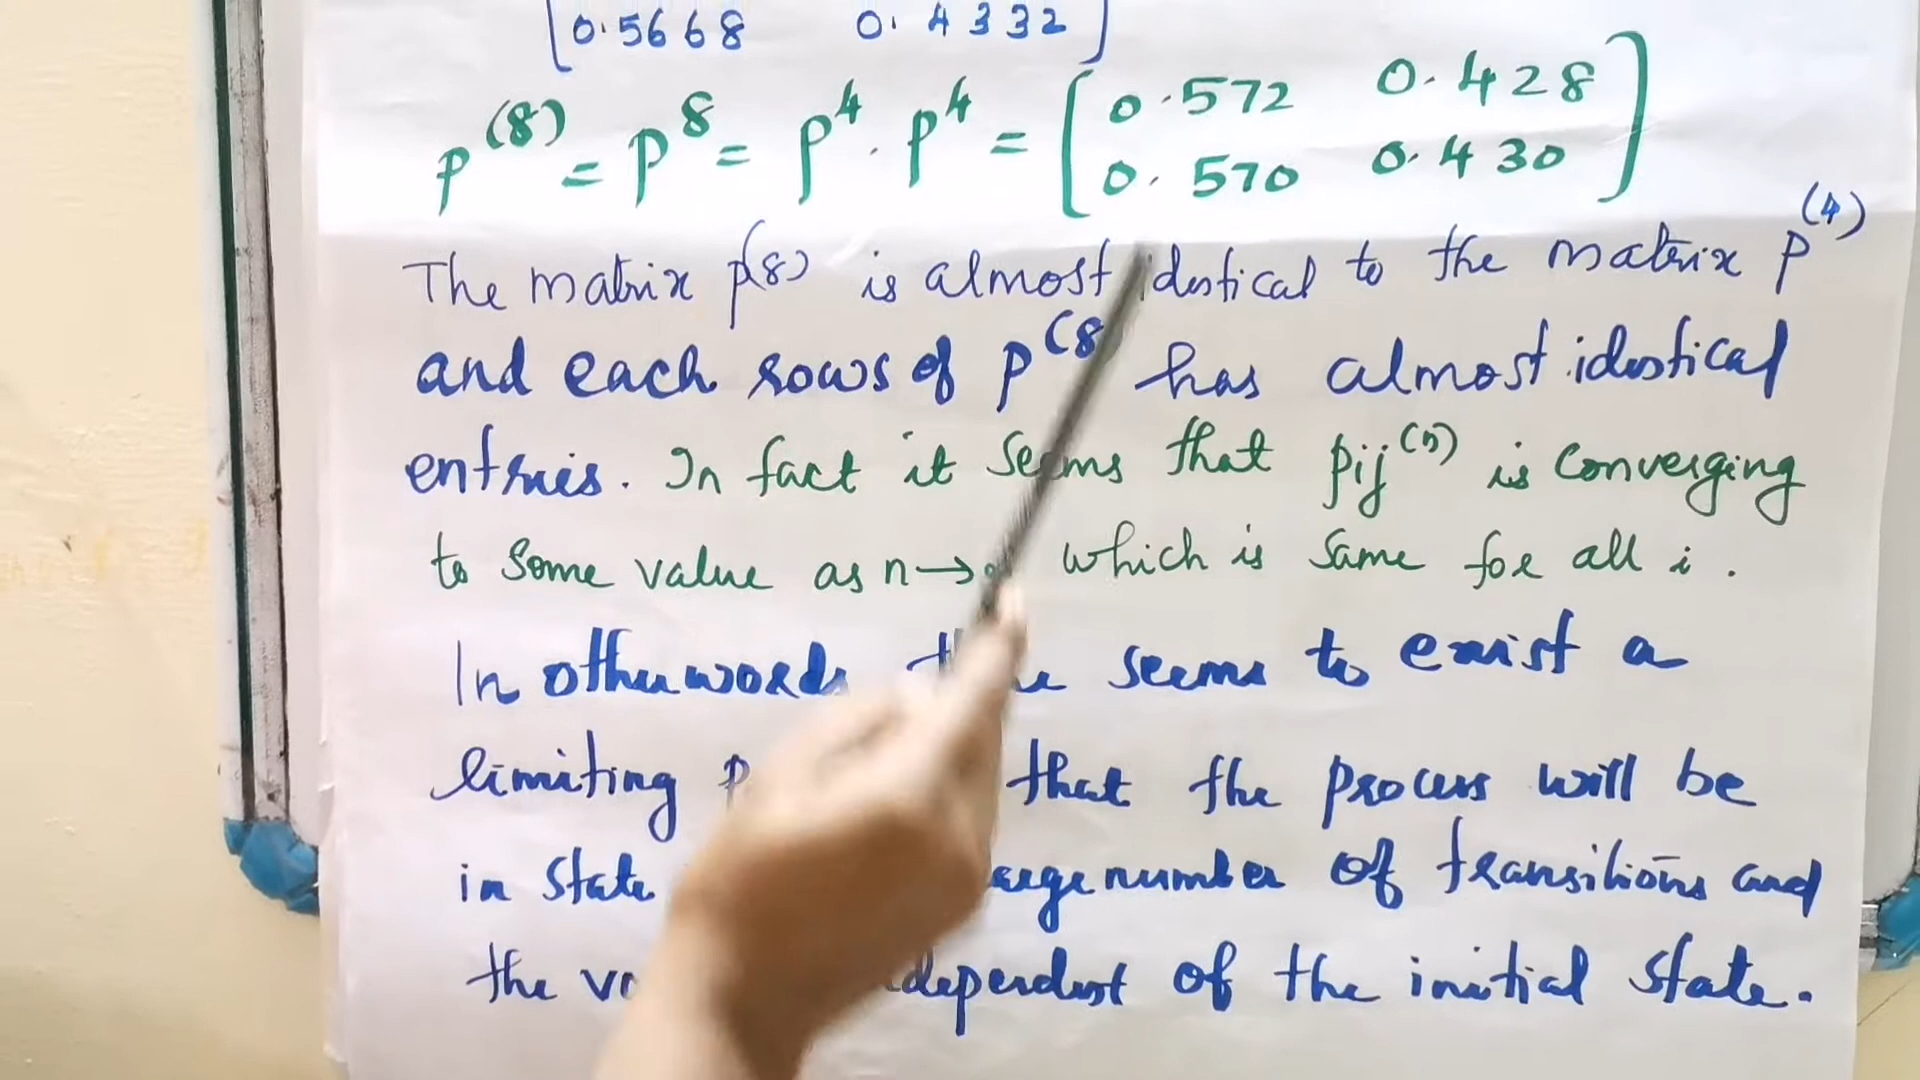 [0.5668 0.4332]
p^(8) = p^8 = p^4 . p^4 = [0.572 0.428
0.570 0.430]
The matrix p(8) is almost identical to the matrix p^(4)
and each rows of p^(8 has almost identical
entries. In fact it seems that pij^(n) is converging
to some value as n→ which is same for all i.
In other words seems to exist a
limiting that the process will be
in state number of transitions and
the of the initial state.